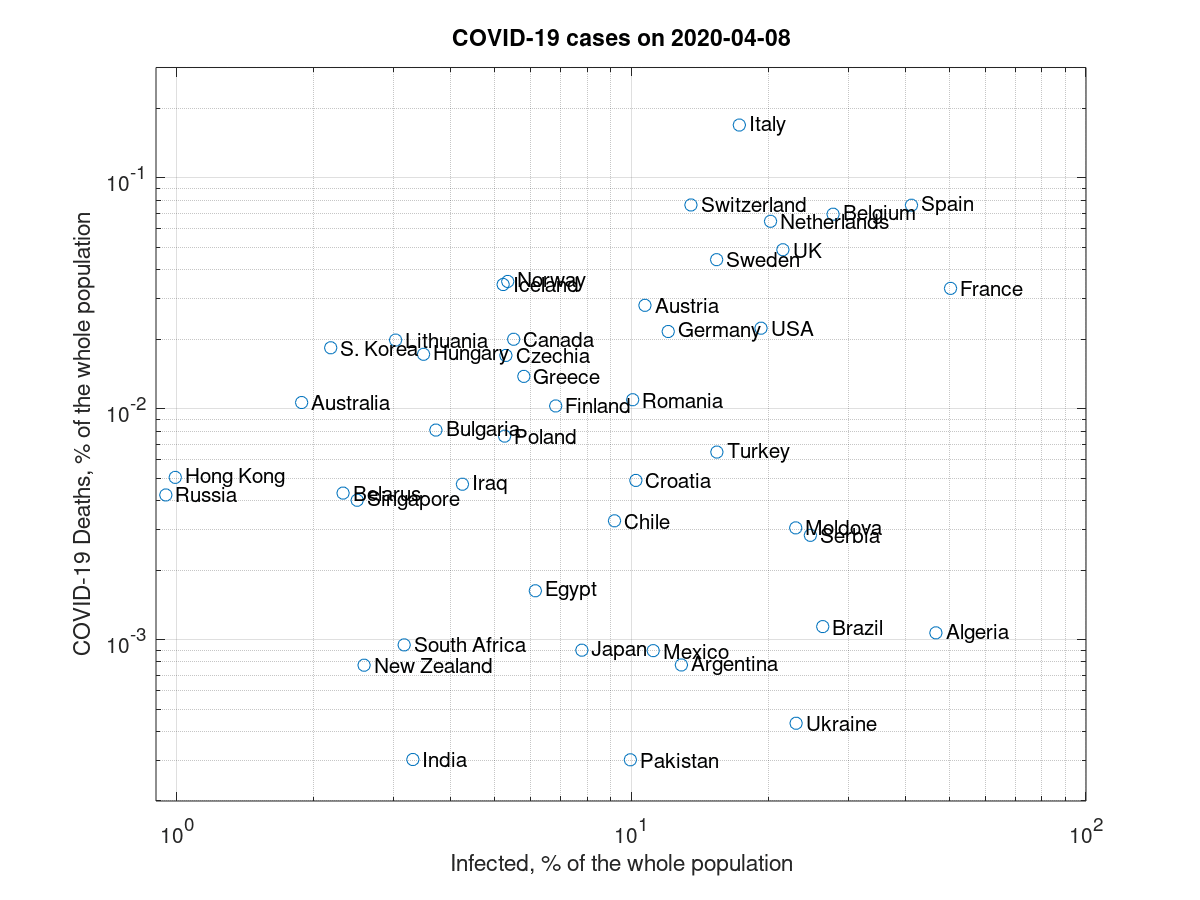 COVID-19 cases on 2020-04-08
Italy
Switzerland
Spain
Belgium
Netherlands
UK
Sweden
Norway
Iceland
France
Austria
Germany
USA
Lithuania
Canada
S. Korea
Hungary
Czechia
Greece
Australia
Finland
Romania
Bulgaria
Poland
Turkey
Hong Kong
Iraq
Croatia
Russia
Belarus
Singapore
Chile
Moldova
Serbia
Egypt
Brazil
Algeria
South Africa
Japan
Mexico
New Zealand
Argentina
Ukraine
India
Pakistan
10^-1
10^-2
10^-3
COVID-19 Deaths, % of the whole population
10^0 10^1 10^2
Infected, % of the whole population